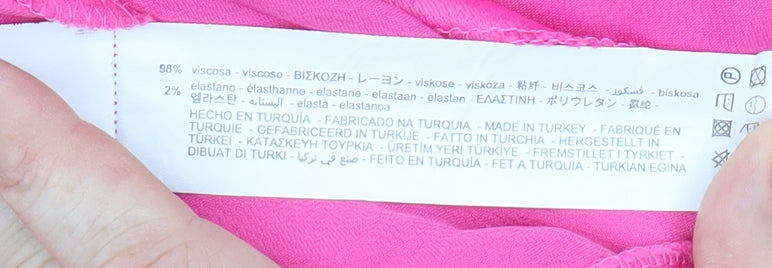 98% viscosa - viscose - ΒΙΣΚΟΖΗ - レーヨン - viskose - viskoza - 粘纤 - 비스코스 - فسكوز - biskosa
2% elastano - élasthanne - elastane - elastaan - elastan - ΕΛΑΣΤΙΝΗ - ポリウレタン - 氨纶 -
엘라스탄 - اليستانه - elastà - elastanoa
HECHO EN TURQUÍA - FABRICADO NA TURQUIA - MADE IN TURKEY - FABRIQUÉ EN
TURQUIE - GEFABRICEERD IN TURKIJE - FATTO IN TURCHIA - HERGESTELLT IN
TÜRKEI - ΚΑΤΑΣΚΕΥΗ ΤΟΥΡΚΙΑ - ÜRETİM YERİ TÜRKİYE - FREMSTILLET I TYRKIET -
DIBUAT DI TURKI - صنع في تركيا - FEITO EN TURQUÍA - FET A TURQUIA - TURKIAN EGINA